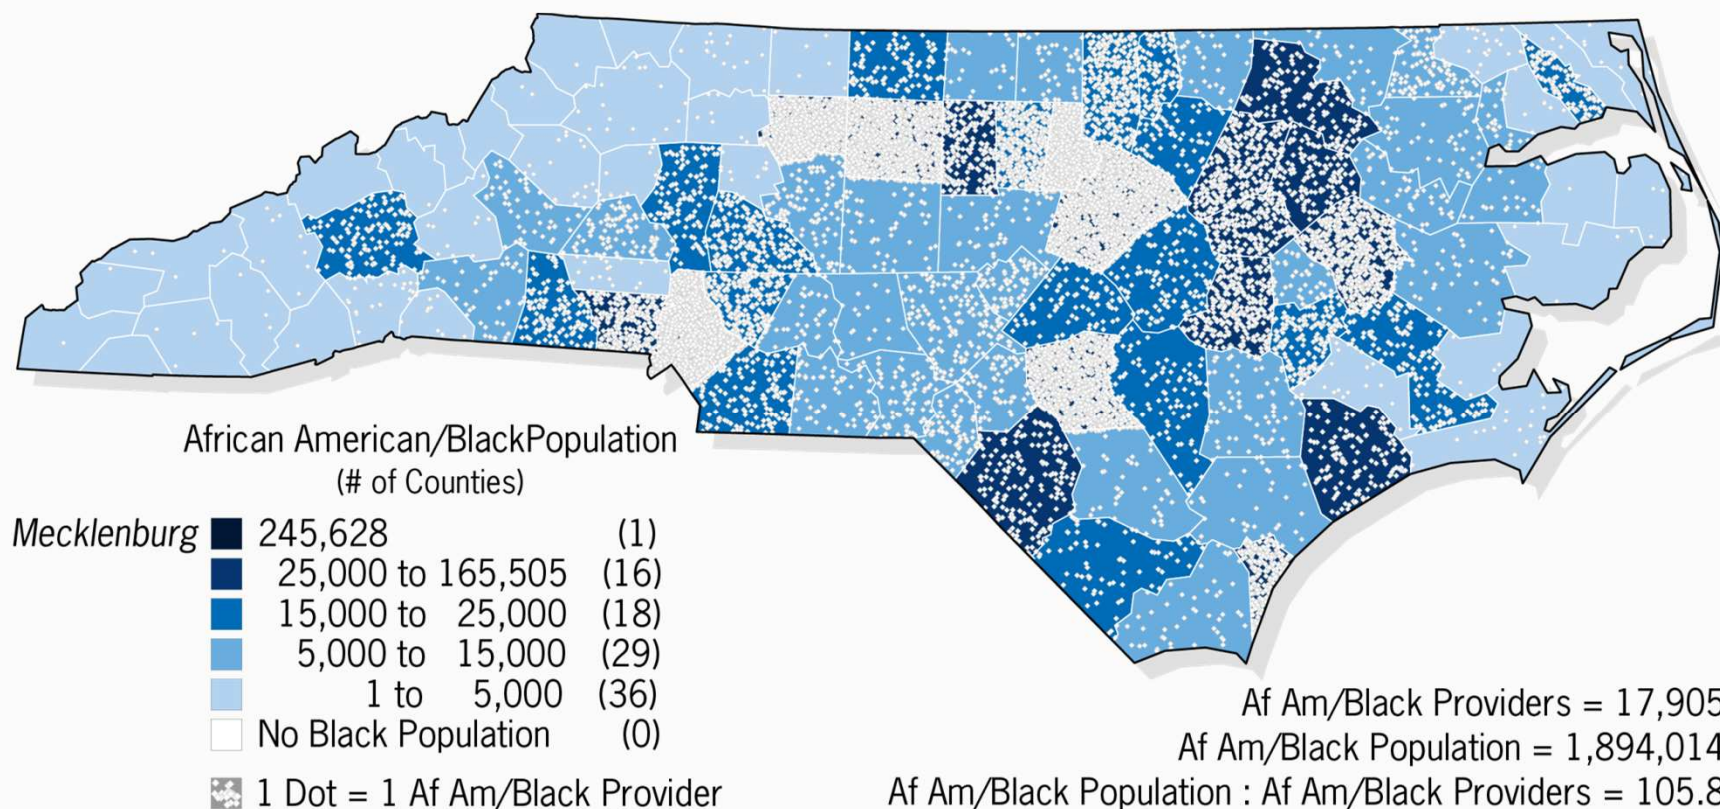 African American/BlackPopulation
(# of Counties)
Mecklenburg 245,628 (1)
25,000 to 165,505 (16)
15,000 to 25,000 (18)
5,000 to 15,000 (29)
1 to 5,000 (36)
No Black Population (0)
1 Dot = 1 Af Am/Black Provider
Af Am/Black Providers = 17,905
Af Am/Black Population = 1,894,014
Af Am/Black Population : Af Am/Black Providers = 105.8